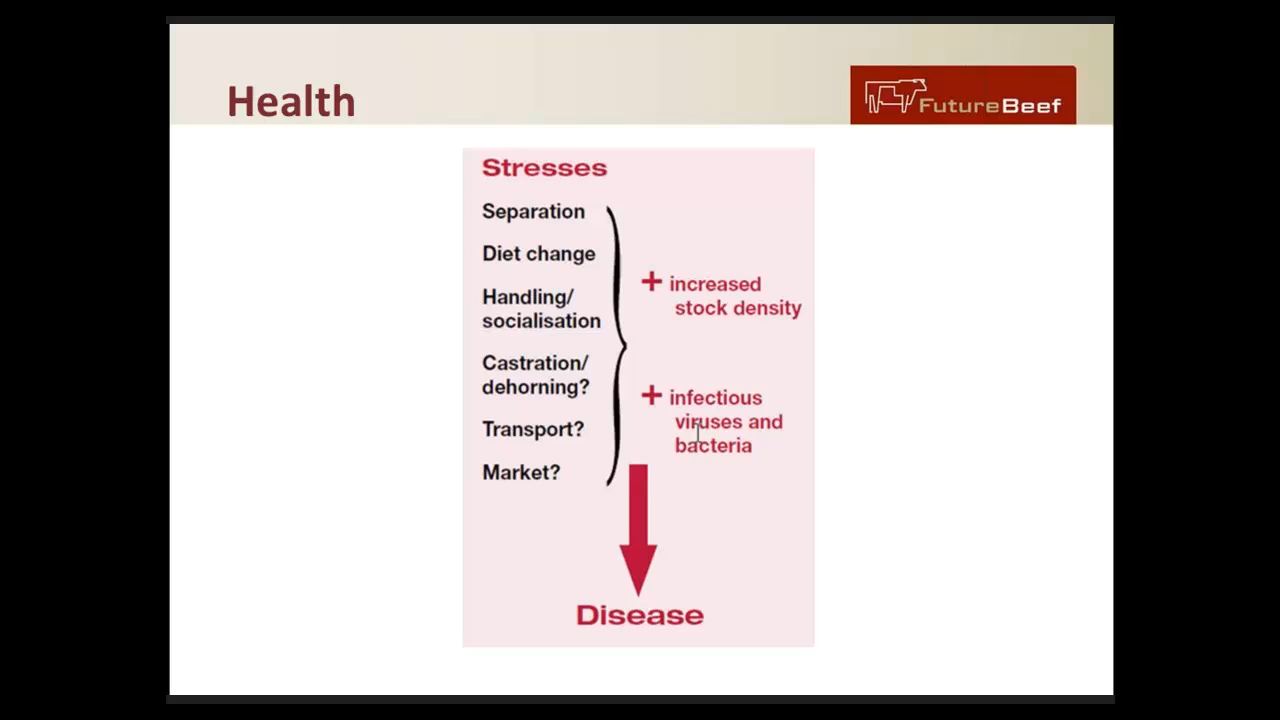 Health
FutureBeef
Stresses
Separation
Diet change
Handling/
socialisation
Castration/
dehorning?
Transport?
Market?
+ increased
stock density
+ infectious
viruses and
bacteria
Disease